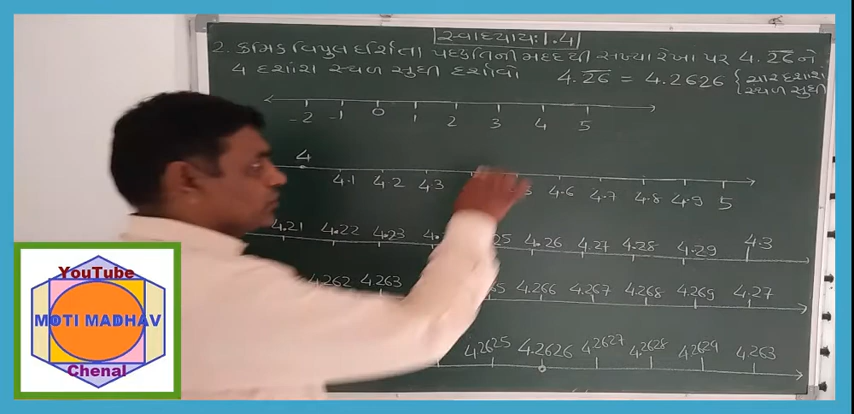 સ્વાધ્યાય:1.4
2. ક્રમિક વિપુલ દર્શિતા પદ્ધતિની મદદથી સંખ્યા રેખા પર 4.2̅6̅ ને
4 દશાંશ સ્થળ સુધી દર્શાવો 4.2̅6̅ = 4.2626 { ચાર દશાંશ
સ્થળ સુધી
-2 -1 0 1 2 3 4 5
4
4.1 4.2 4.3 4.6 4.7 4.8 4.9 5
4.21 4.22 4.23 4.26 4.27 4.28 4.29 4.3
4.262 4.263 4.266 4.267 4.268 4.269 4.27
4.2625 4.2626 4.2627 4.2628 4.2629 4.263
YouTube
MOTI MADHAV
Chenal